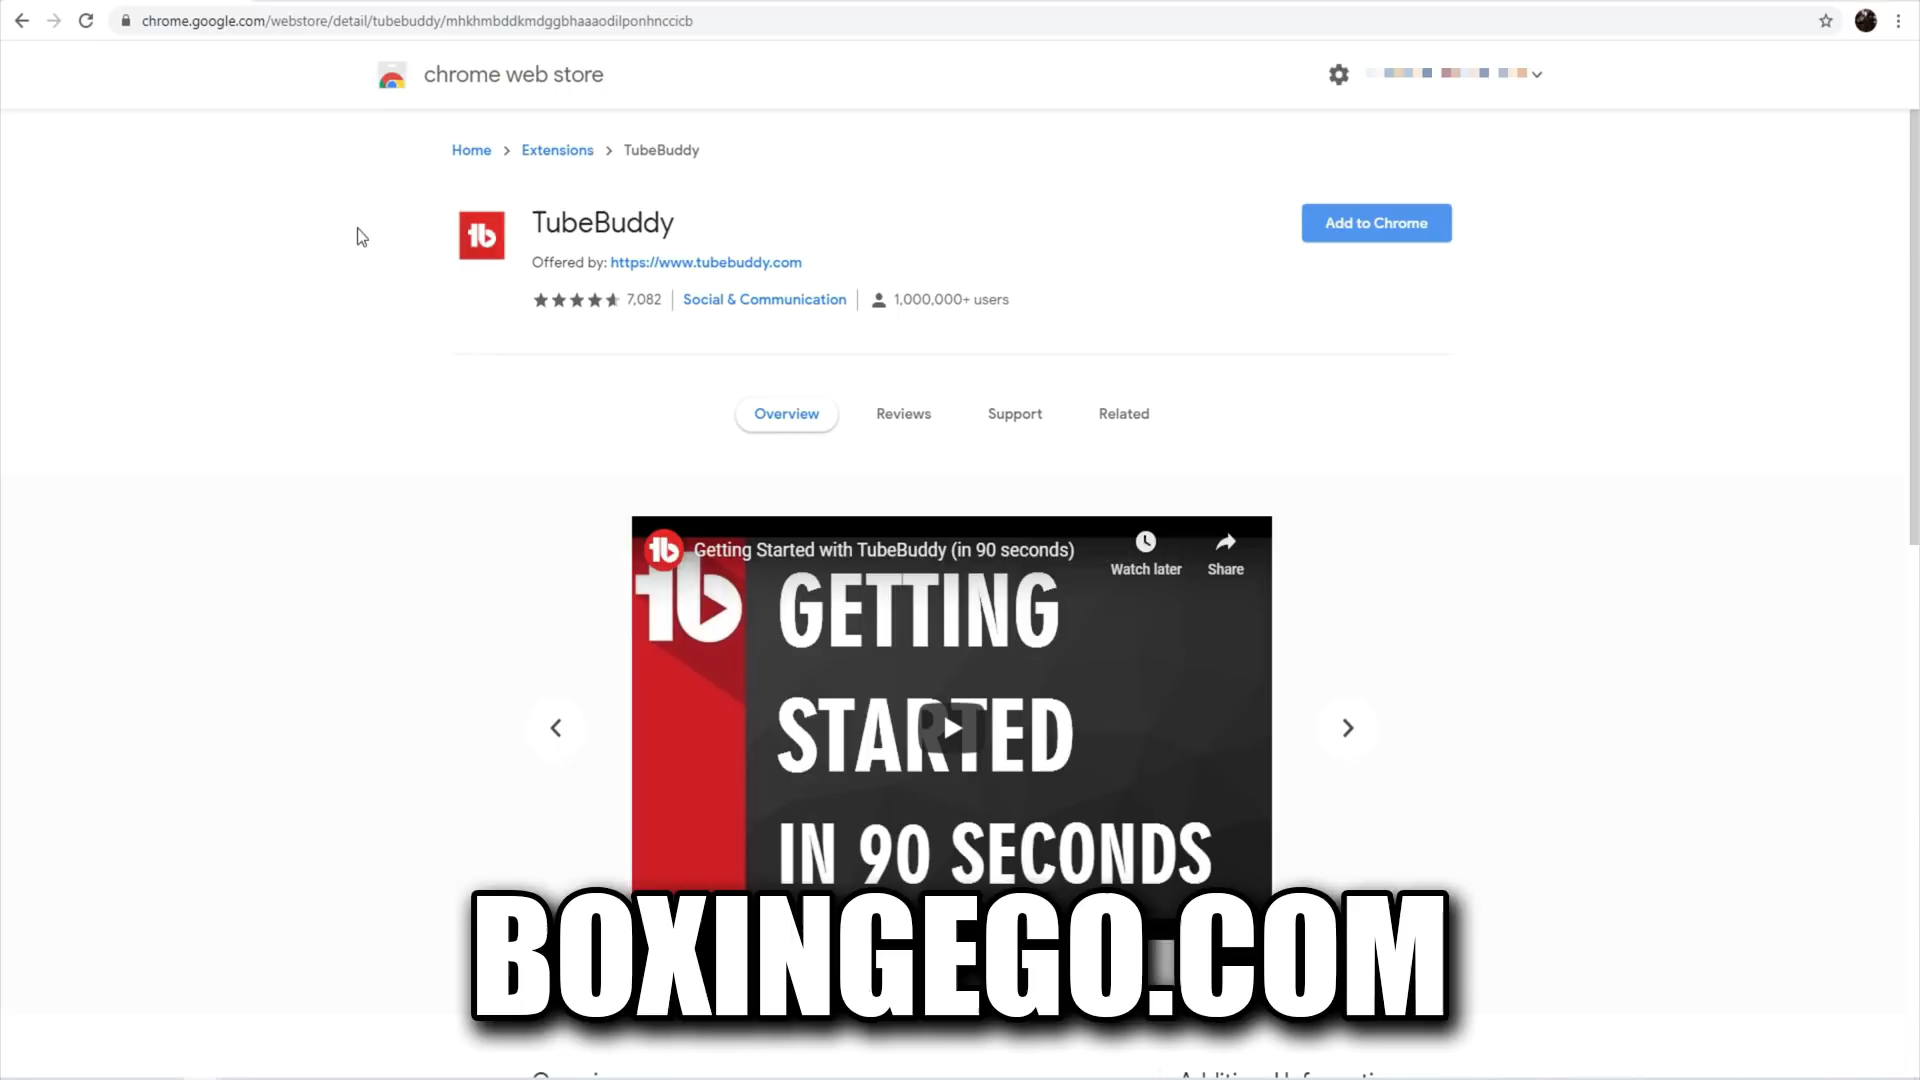 chrome.google.com/webstore/detail/tubebuddy/mhkhmbddkmdggbhaaaodilponhnccicb
chrome web store
Home > Extensions > TubeBuddy
TubeBuddy
Add to Chrome
Offered by: https://www.tubebuddy.com
7,082 Social & Communication 1,000,000+ users
Overview Reviews Support Related
Getting Started with TubeBuddy (in 90 seconds)
Watch later Share
GETTING
STARTED
IN 90 SECONDS
BOXINGEGO.COM